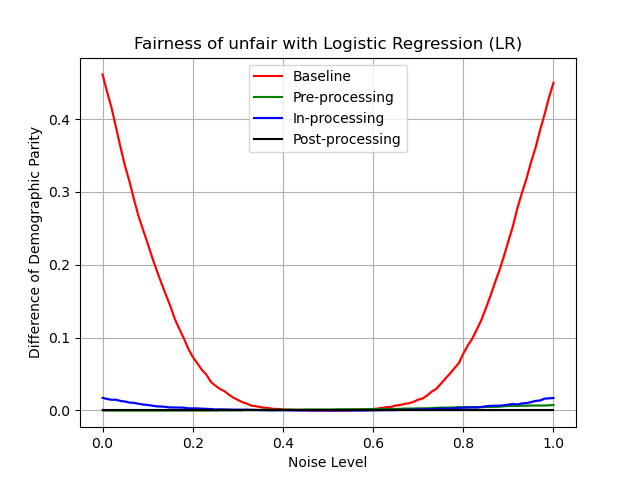 Fairness of unfair with Logistic Regression (LR)
Baseline
Pre-processing
In-processing
Post-processing
Difference of Demographic Parity
0.4
0.3
0.2
0.1
0.0
0.0 0.2 0.4 0.6 0.8 1.0
Noise Level